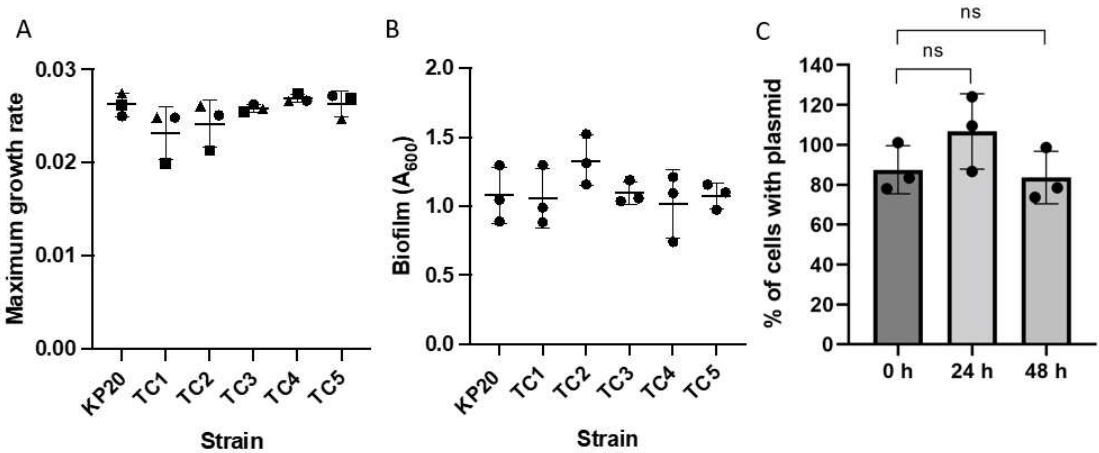 A
Maximum growth rate
0.03
0.02
0.01
0.00
KP20
TC1
TC2
TC3
TC4
TC5
Strain
B
Biofilm (A₆₀₀)
2.0
1.5
1.0
0.5
0.0
KP20
TC1
TC2
TC3
TC4
TC5
Strain
C
ns
ns
% of cells with plasmid
140
120
100
80
60
40
20
0
0 h
24 h
48 h